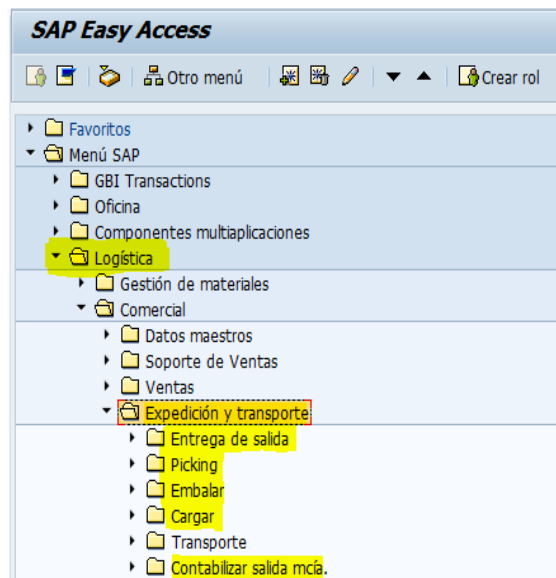 SAP Easy Access
Otro menú Crear rol
Favoritos
Menú SAP
GBI Transactions
Oficina
Componentes multiaplicaciones
Logística
Gestión de materiales
Comercial
Datos maestros
Soporte de Ventas
Ventas
Expedición y transporte
Entrega de salida
Picking
Embalar
Cargar
Transporte
Contabilizar salida mcía.